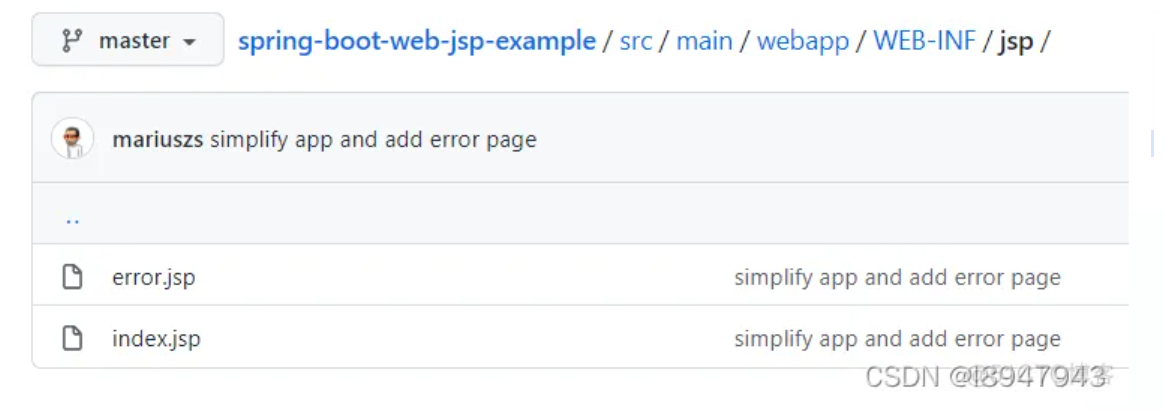 master spring-boot-web-jsp-example / src / main / webapp / WEB-INF / jsp /
mariuszs simplify app and add error page
..
error.jsp simplify app and add error page
index.jsp simplify app and add error page
CSDN